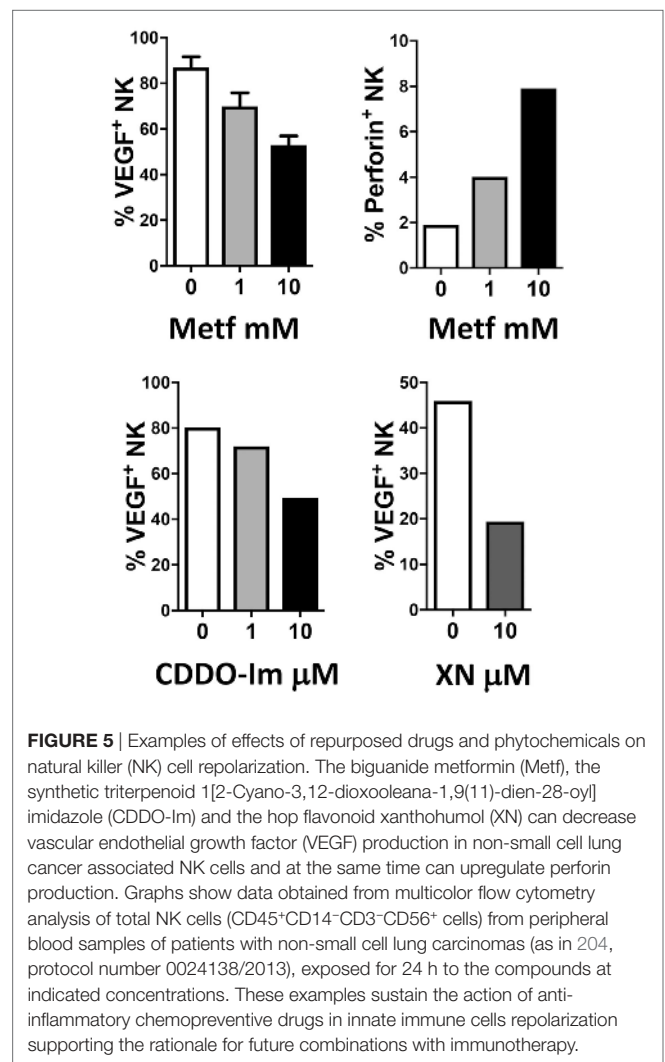 % VEGF⁺ NK
100
80
60
40
20
0
0 1 10
Metf mM
% Perforin⁺ NK
10
8
6
4
2
0
0 1 10
Metf mM
% VEGF⁺ NK
100
80
60
40
20
0
0 1 10
CDDO-Im μM
% VEGF⁺ NK
50
40
30
20
10
0
0 10
XN μM
FIGURE 5 | Examples of effects of repurposed drugs and phytochemicals on
natural killer (NK) cell repolarization. The biguanide metformin (Metf), the
synthetic triterpenoid 1[2-Cyano-3,12-dioxooleana-1,9(11)-dien-28-oyl]
imidazole (CDDO-Im) and the hop flavonoid xanthohumol (XN) can decrease
vascular endothelial growth factor (VEGF) production in non-small cell lung
cancer associated NK cells and at the same time can upregulate perforin
production. Graphs show data obtained from multicolor flow cytometry
analysis of total NK cells (CD45⁺CD14⁻CD3⁻CD56⁺ cells) from peripheral
blood samples of patients with non-small cell lung carcinomas (as in 204,
protocol number 0024138/2013), exposed for 24 h to the compounds at
indicated concentrations. These examples sustain the action of anti-
inflammatory chemopreventive drugs in innate immune cells repolarization
supporting the rationale for future combinations with immunotherapy.